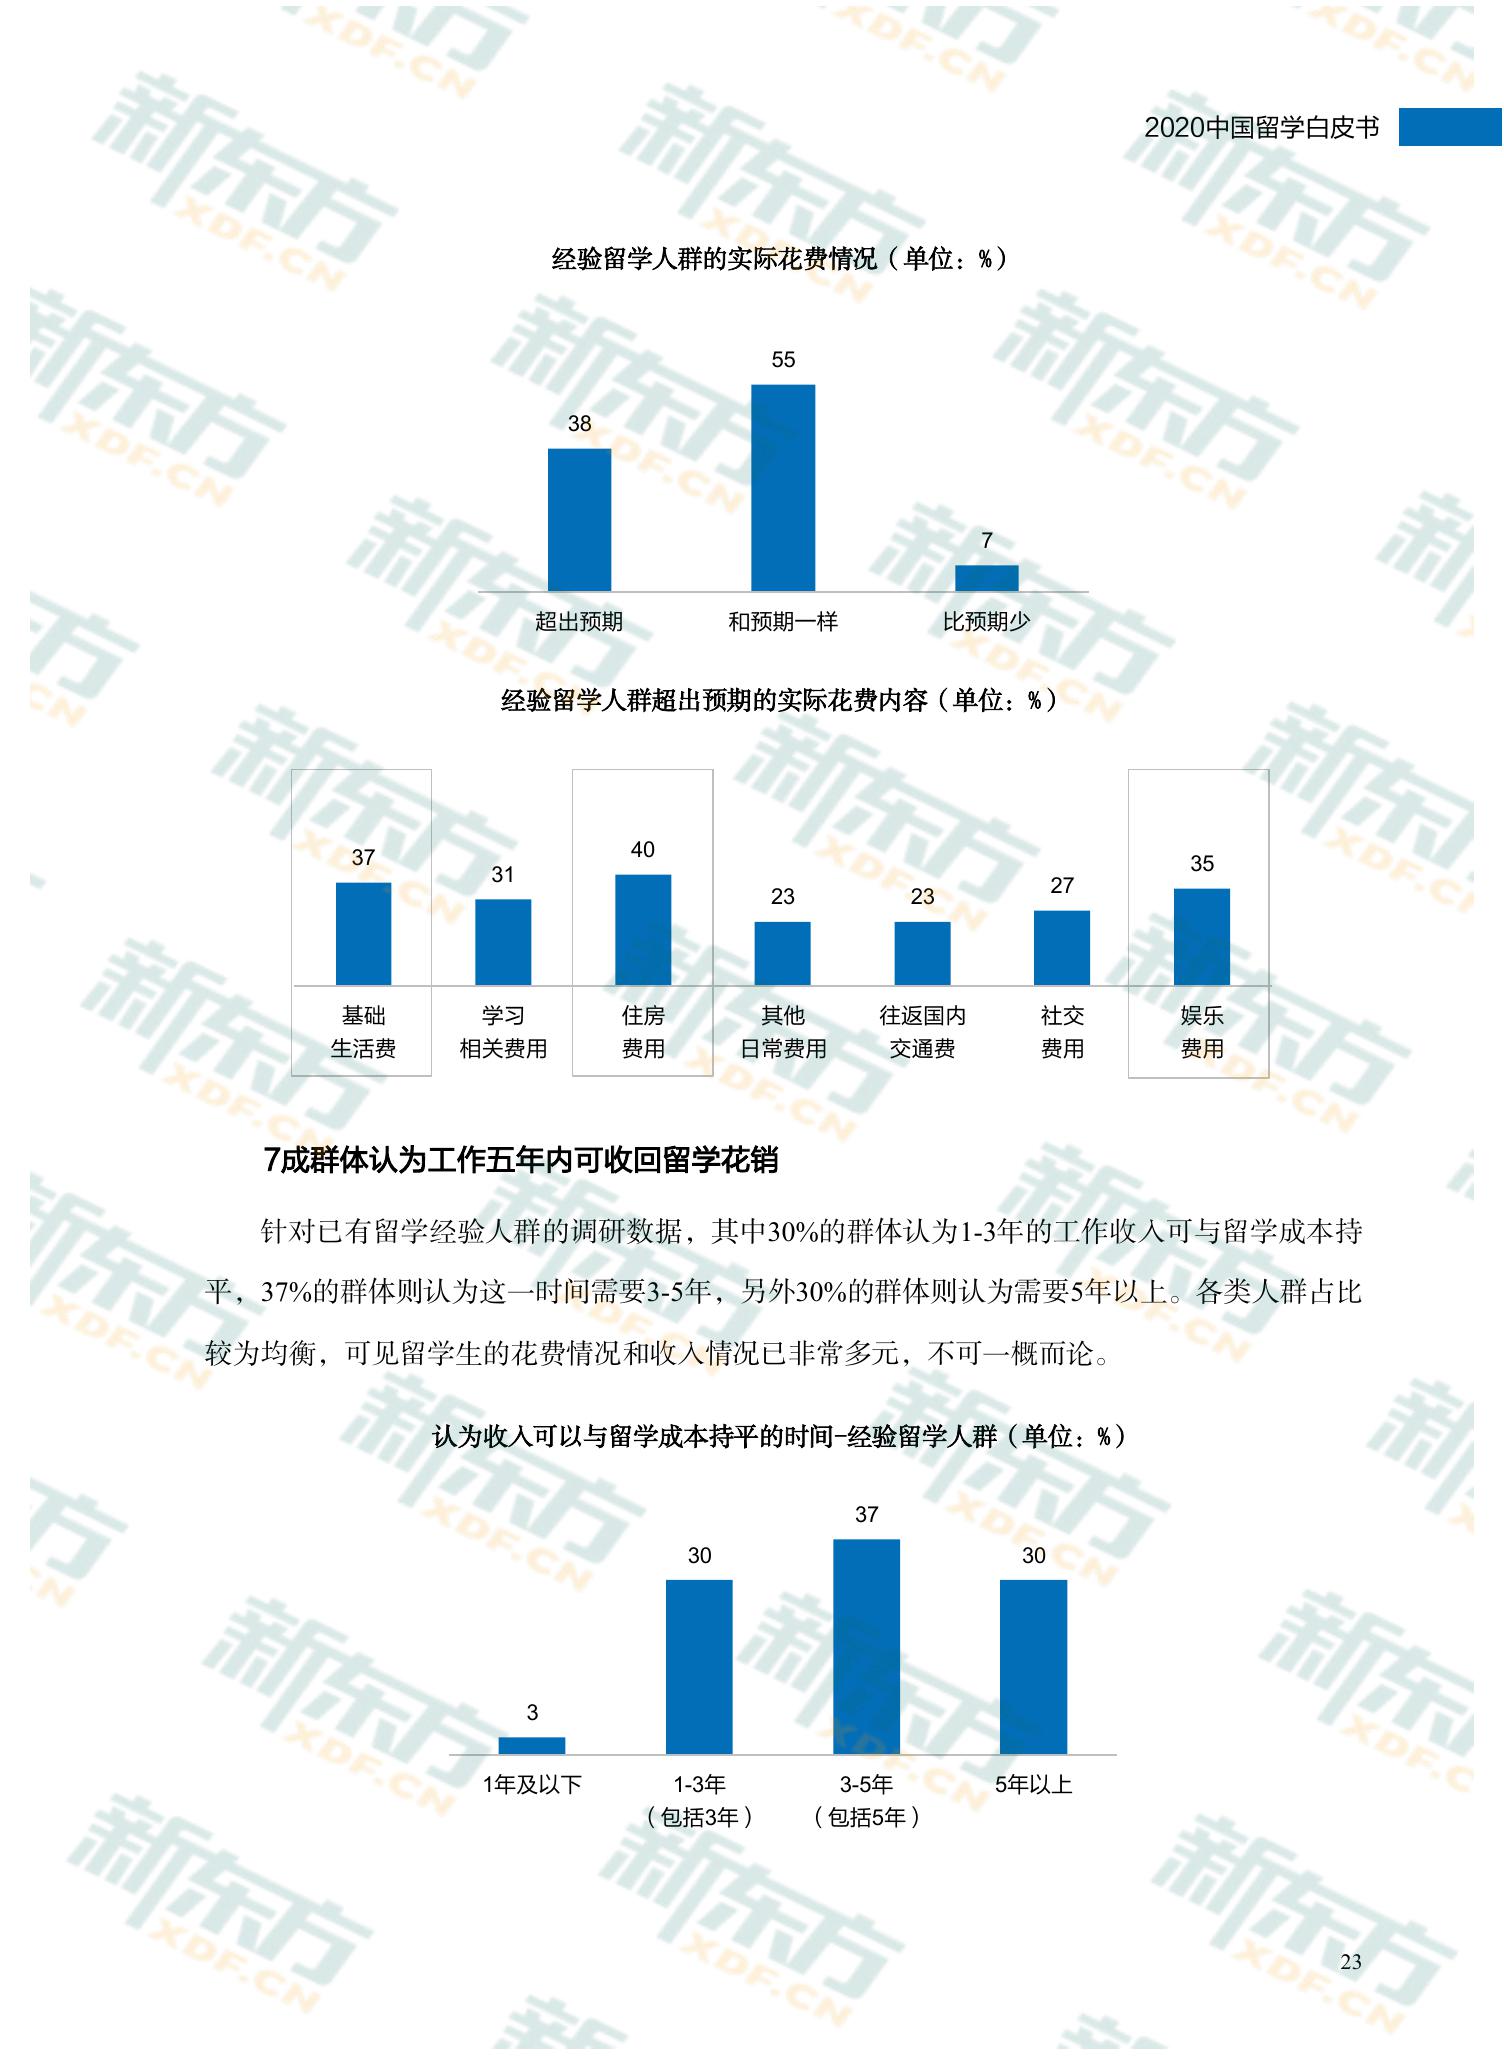 2020中国留学白皮书
经验留学人群的实际花费情况（单位：%）
38
55
7
超出预期
和预期一样
比预期少
经验留学人群超出预期的实际花费内容（单位：%）
37
31
40
23
23
27
35
基础
生活费
学习
相关费用
住房
费用
其他
日常费用
往返国内
交通费
社交
费用
娱乐
费用
7成群体认为工作五年内可收回留学花销
针对已有留学经验人群的调研数据，其中30%的群体认为1-3年的工作收入可与留学成本持
平，37%的群体则认为这一时间需要3-5年，另外30%的群体则认为需要5年以上。各类人群占比
较为均衡，可见留学生的花费情况和收入情况已非常多元，不可一概而论。
认为收入可以与留学成本持平的时间-经验留学人群（单位：%）
3
30
37
30
1年及以下
1-3年
（包括3年）
3-5年
（包括5年）
5年以上
23
新东方
XDF.CN